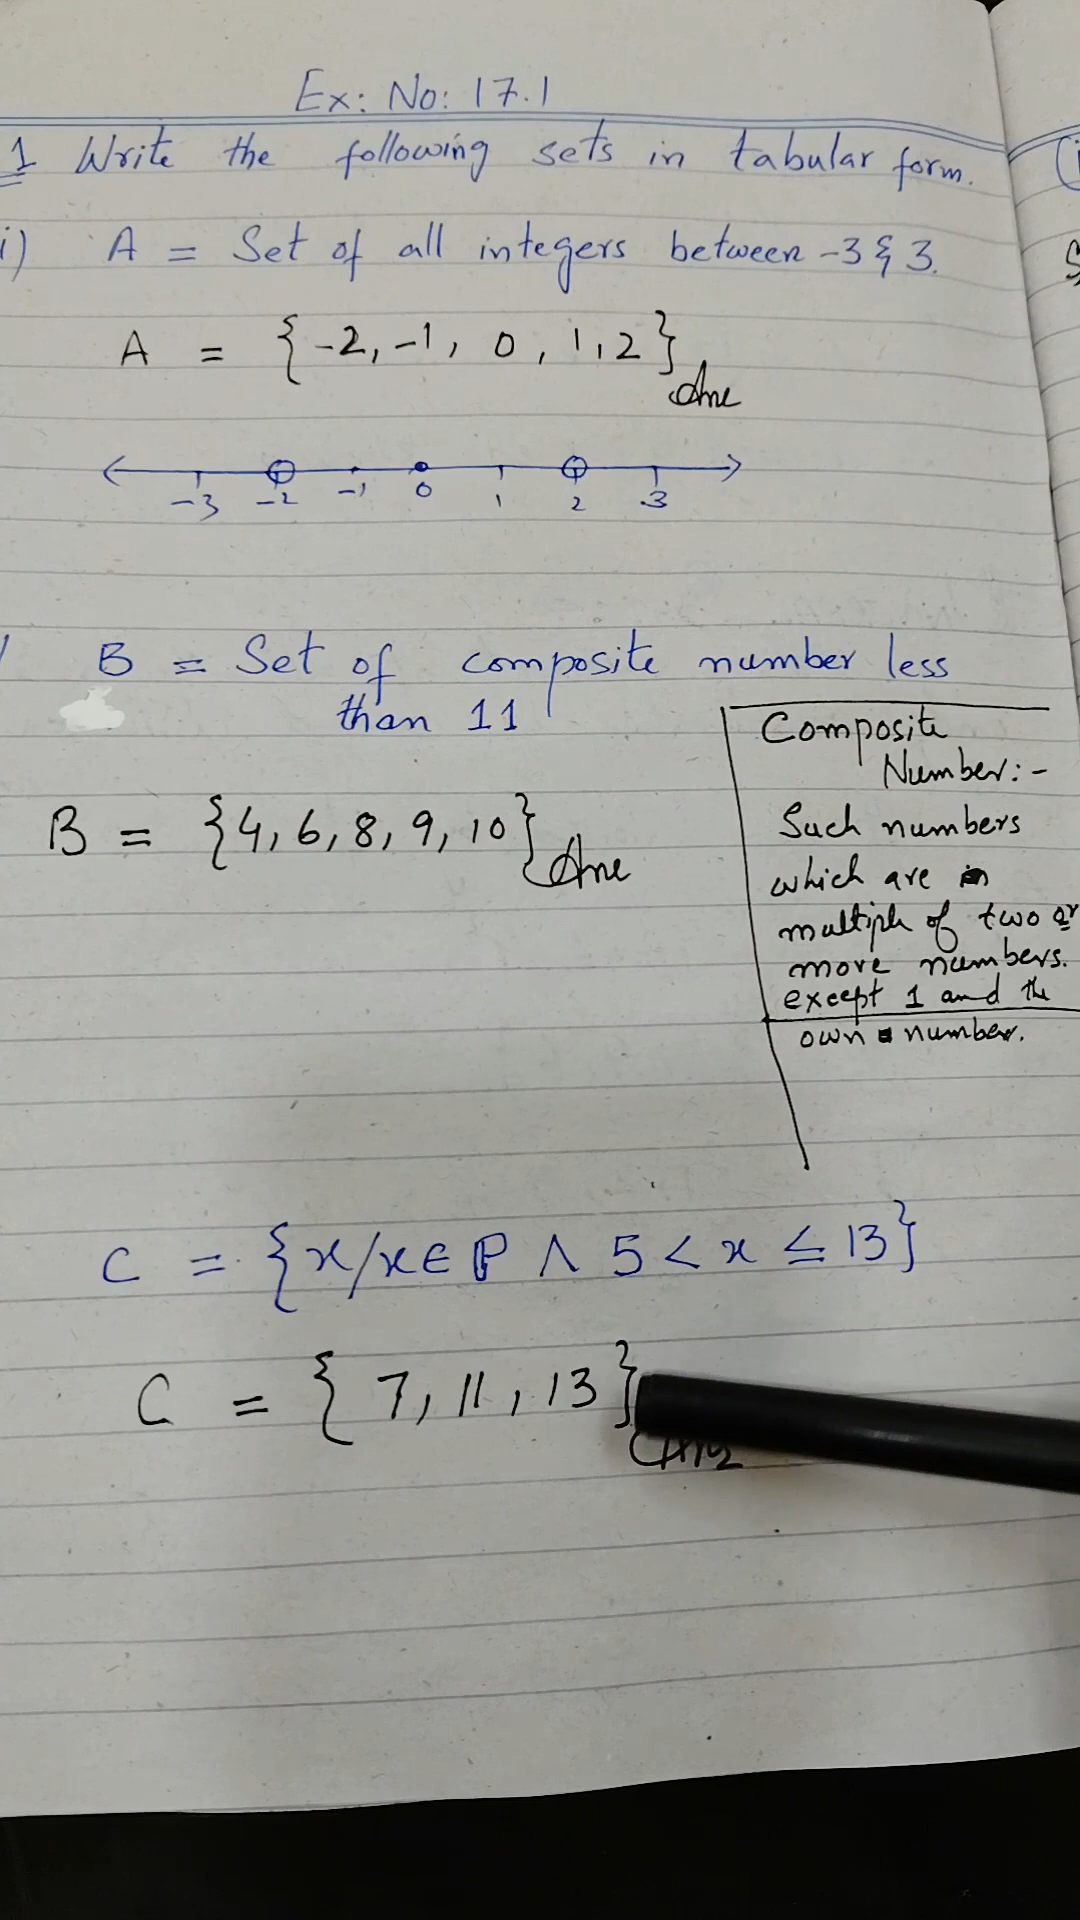 Ex: No: 17.1
1 Write the following sets in tabular form.
i) A = Set of all integers between -3 & 3.
A = {-2, -1, 0, 1, 2}
Ans
-3 -2 -1 0 1 2 3
B = Set of composite number less
than 11
B = {4, 6, 8, 9, 10}
Ans
Composite
Number:-
Such numbers
which are
multiple of two or
more numbers.
except 1 and the
own number.
C = {x/x∈P ∧ 5 < x ≤ 13}
C = {7, 11, 13}
Ans